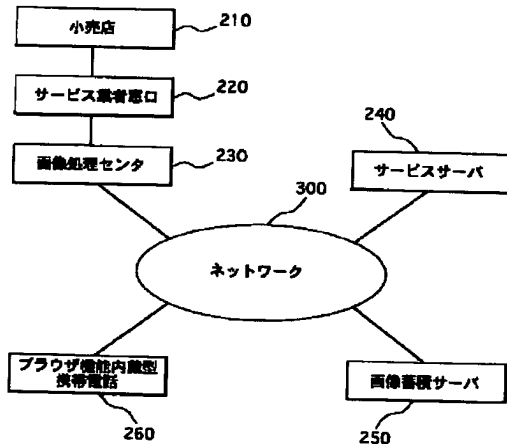 小売店
210
サービス業者窓口
220
画像処理センタ
230
240
サービスサーバ
300
ネットワーク
ブラウザ機能内蔵型
携帯電話
260
画像蓄積サーバ
250